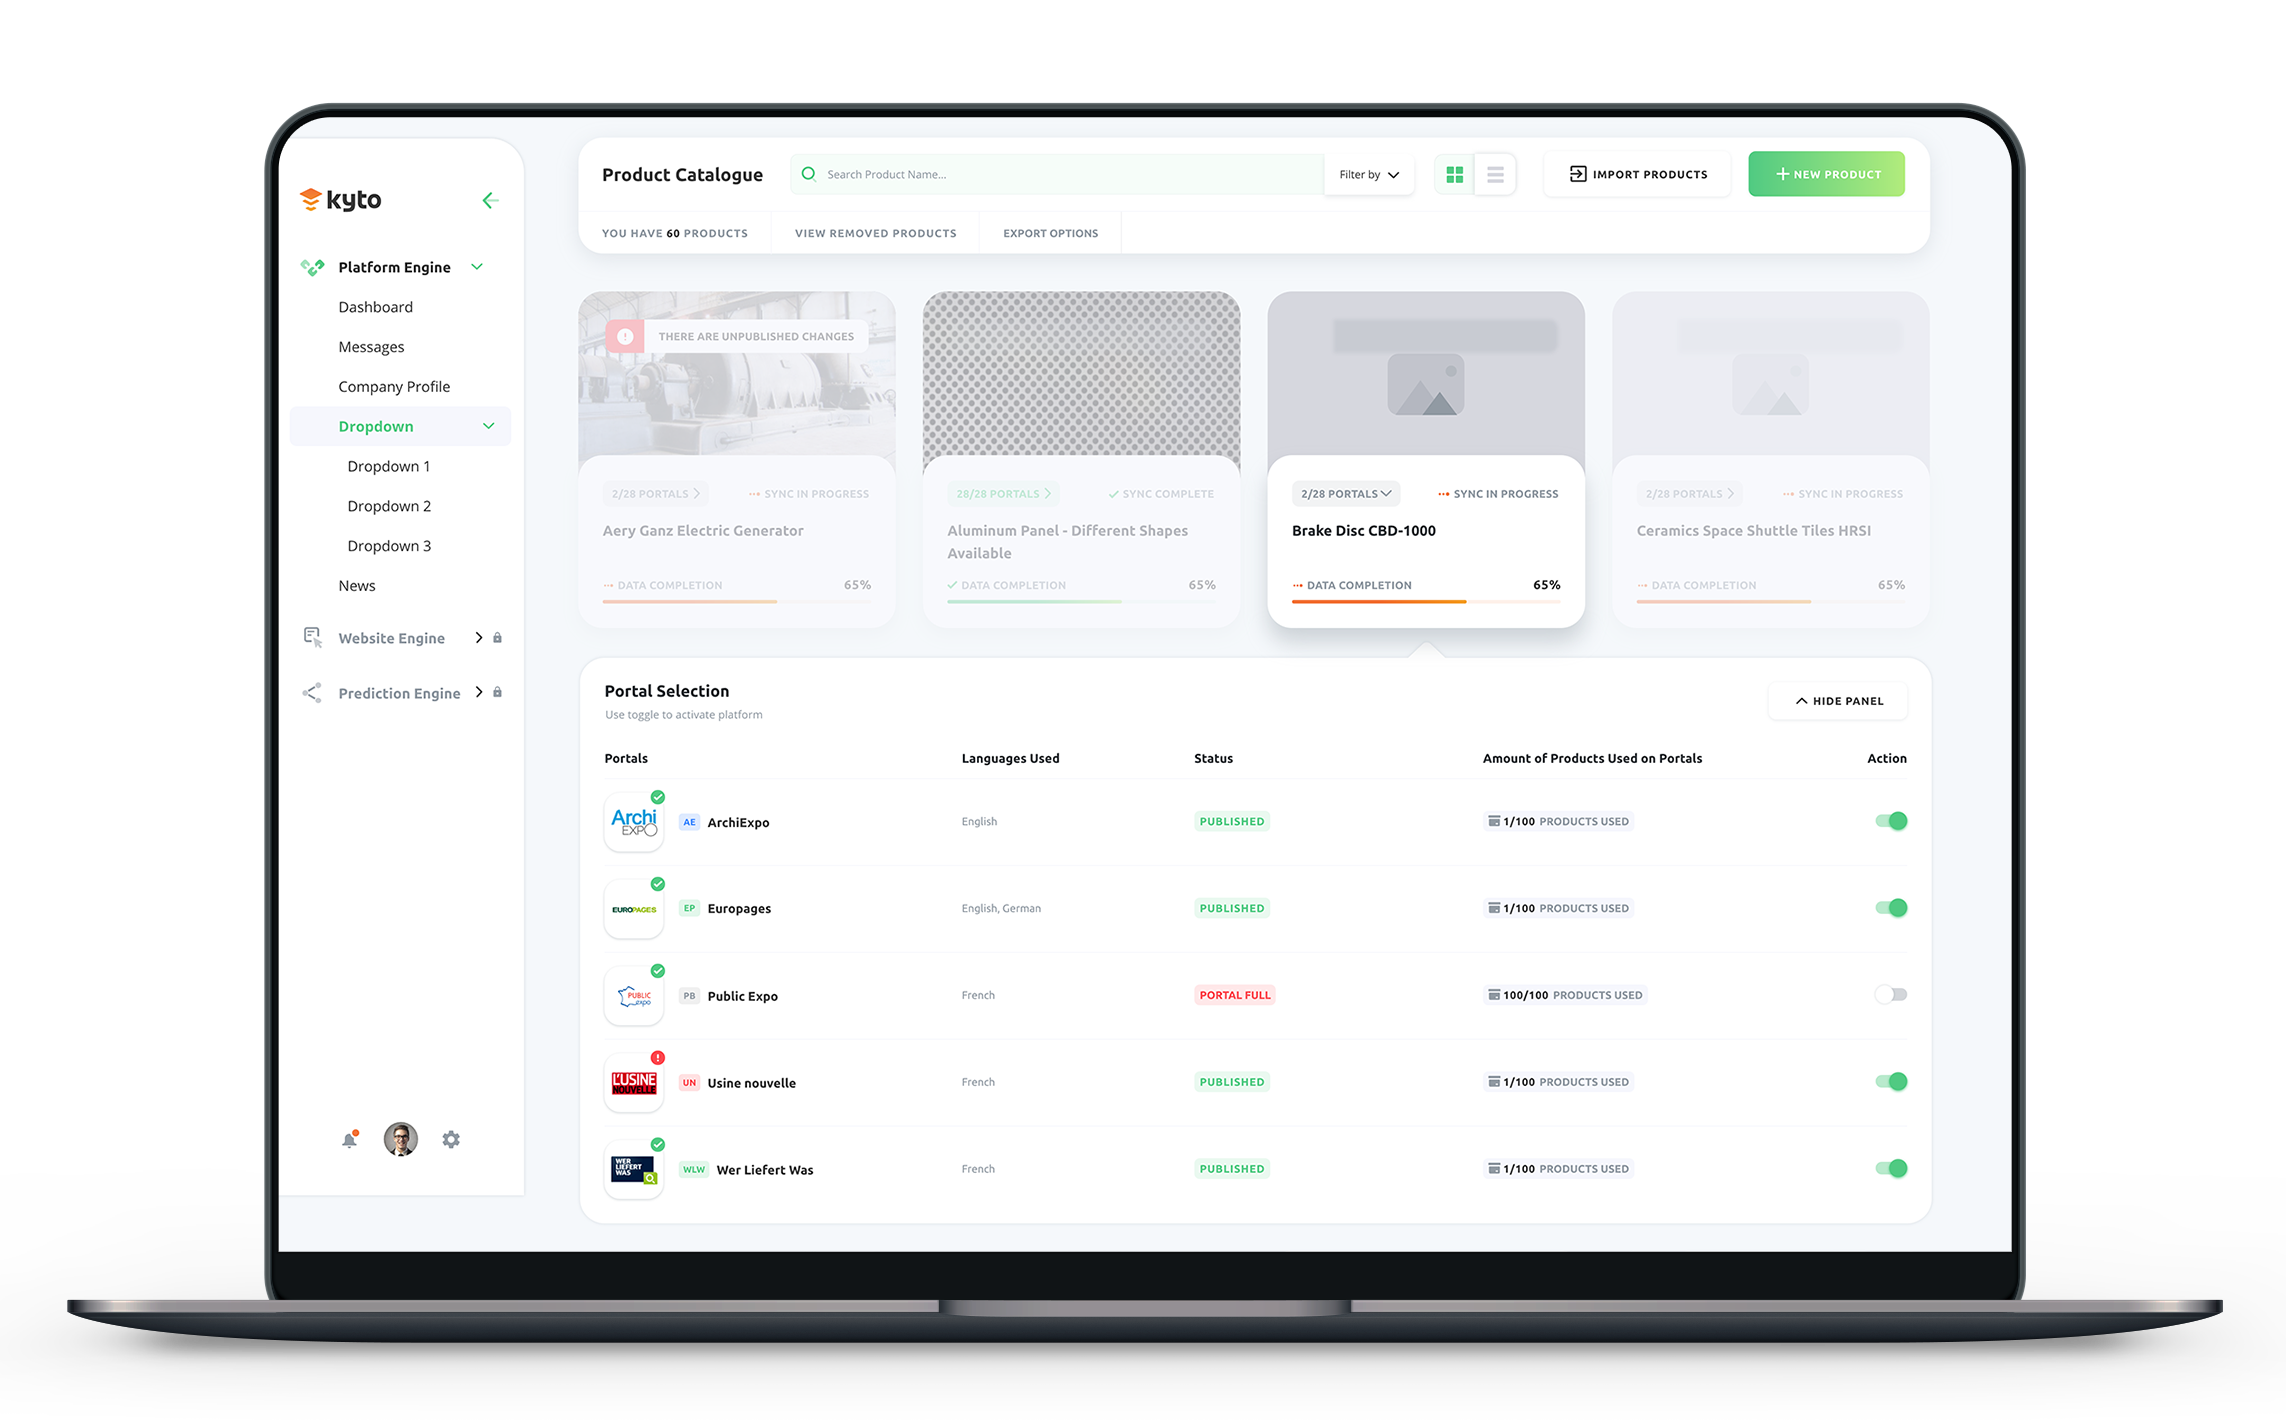 kyto
Platform Engine
Dashboard
Messages
Company Profile
Dropdown
Dropdown 1
Dropdown 2
Dropdown 3
News
Website Engine
Prediction Engine
Product Catalogue
Search Product Name...
Filter by
IMPORT PRODUCTS
NEW PRODUCT
YOU HAVE 60 PRODUCTS
VIEW REMOVED PRODUCTS
EXPORT OPTIONS
THERE ARE UNPUBLISHED CHANGES
2/28 PORTALS
SYNC IN PROGRESS
Aery Ganz Electric Generator
DATA COMPLETION 65%
28/28 PORTALS
SYNC COMPLETE
Aluminum Panel - Different Shapes
Available
DATA COMPLETION 65%
2/28 PORTALS
SYNC IN PROGRESS
Brake Disc CBD-1000
DATA COMPLETION 65%
2/28 PORTALS
SYNC IN PROGRESS
Ceramics Space Shuttle Tiles HRSI
DATA COMPLETION 65%
Portal Selection
Use toggle to activate platform
HIDE PANEL
Portals Languages Used Status Amount of Products Used on Portals Action
Archi
EXPO
AE ArchiExpo English PUBLISHED 1/100 PRODUCTS USED
EUROPAGES
EP Europages English, German PUBLISHED 1/100 PRODUCTS USED
PUBLIC
expo
PB Public Expo French PORTAL FULL 100/100 PRODUCTS USED
L'USINE
NOUVELLE
UN Usine nouvelle French PUBLISHED 1/100 PRODUCTS USED
WER
LIEFERT
WAS
WLW Wer Liefert Was French PUBLISHED 1/100 PRODUCTS USED